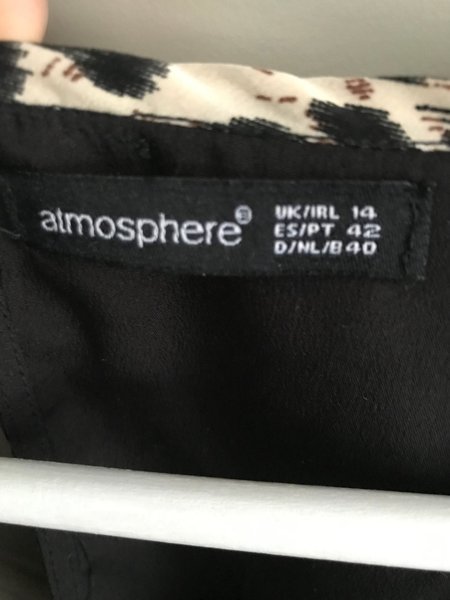 atmosphere®
UK/IRL 14
ES/PT 42
D/NL/B 40